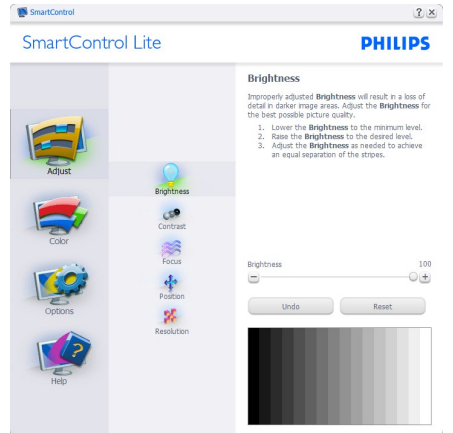 SmartControl
? ×
SmartControl Lite
PHILIPS
Adjust
Color
Options
Help
Brightness
Contrast
Focus
Position
Resolution
Brightness
Improperly adjusted Brightness will result in a loss of
detail in darker image areas. Adjust the Brightness for
the best possible picture quality.
1. Lower the Brightness to the minimum level.
2. Raise the Brightness to the desired level.
3. Adjust the Brightness as needed to achieve
an equal separation of the stripes.
Brightness 100
Undo Reset